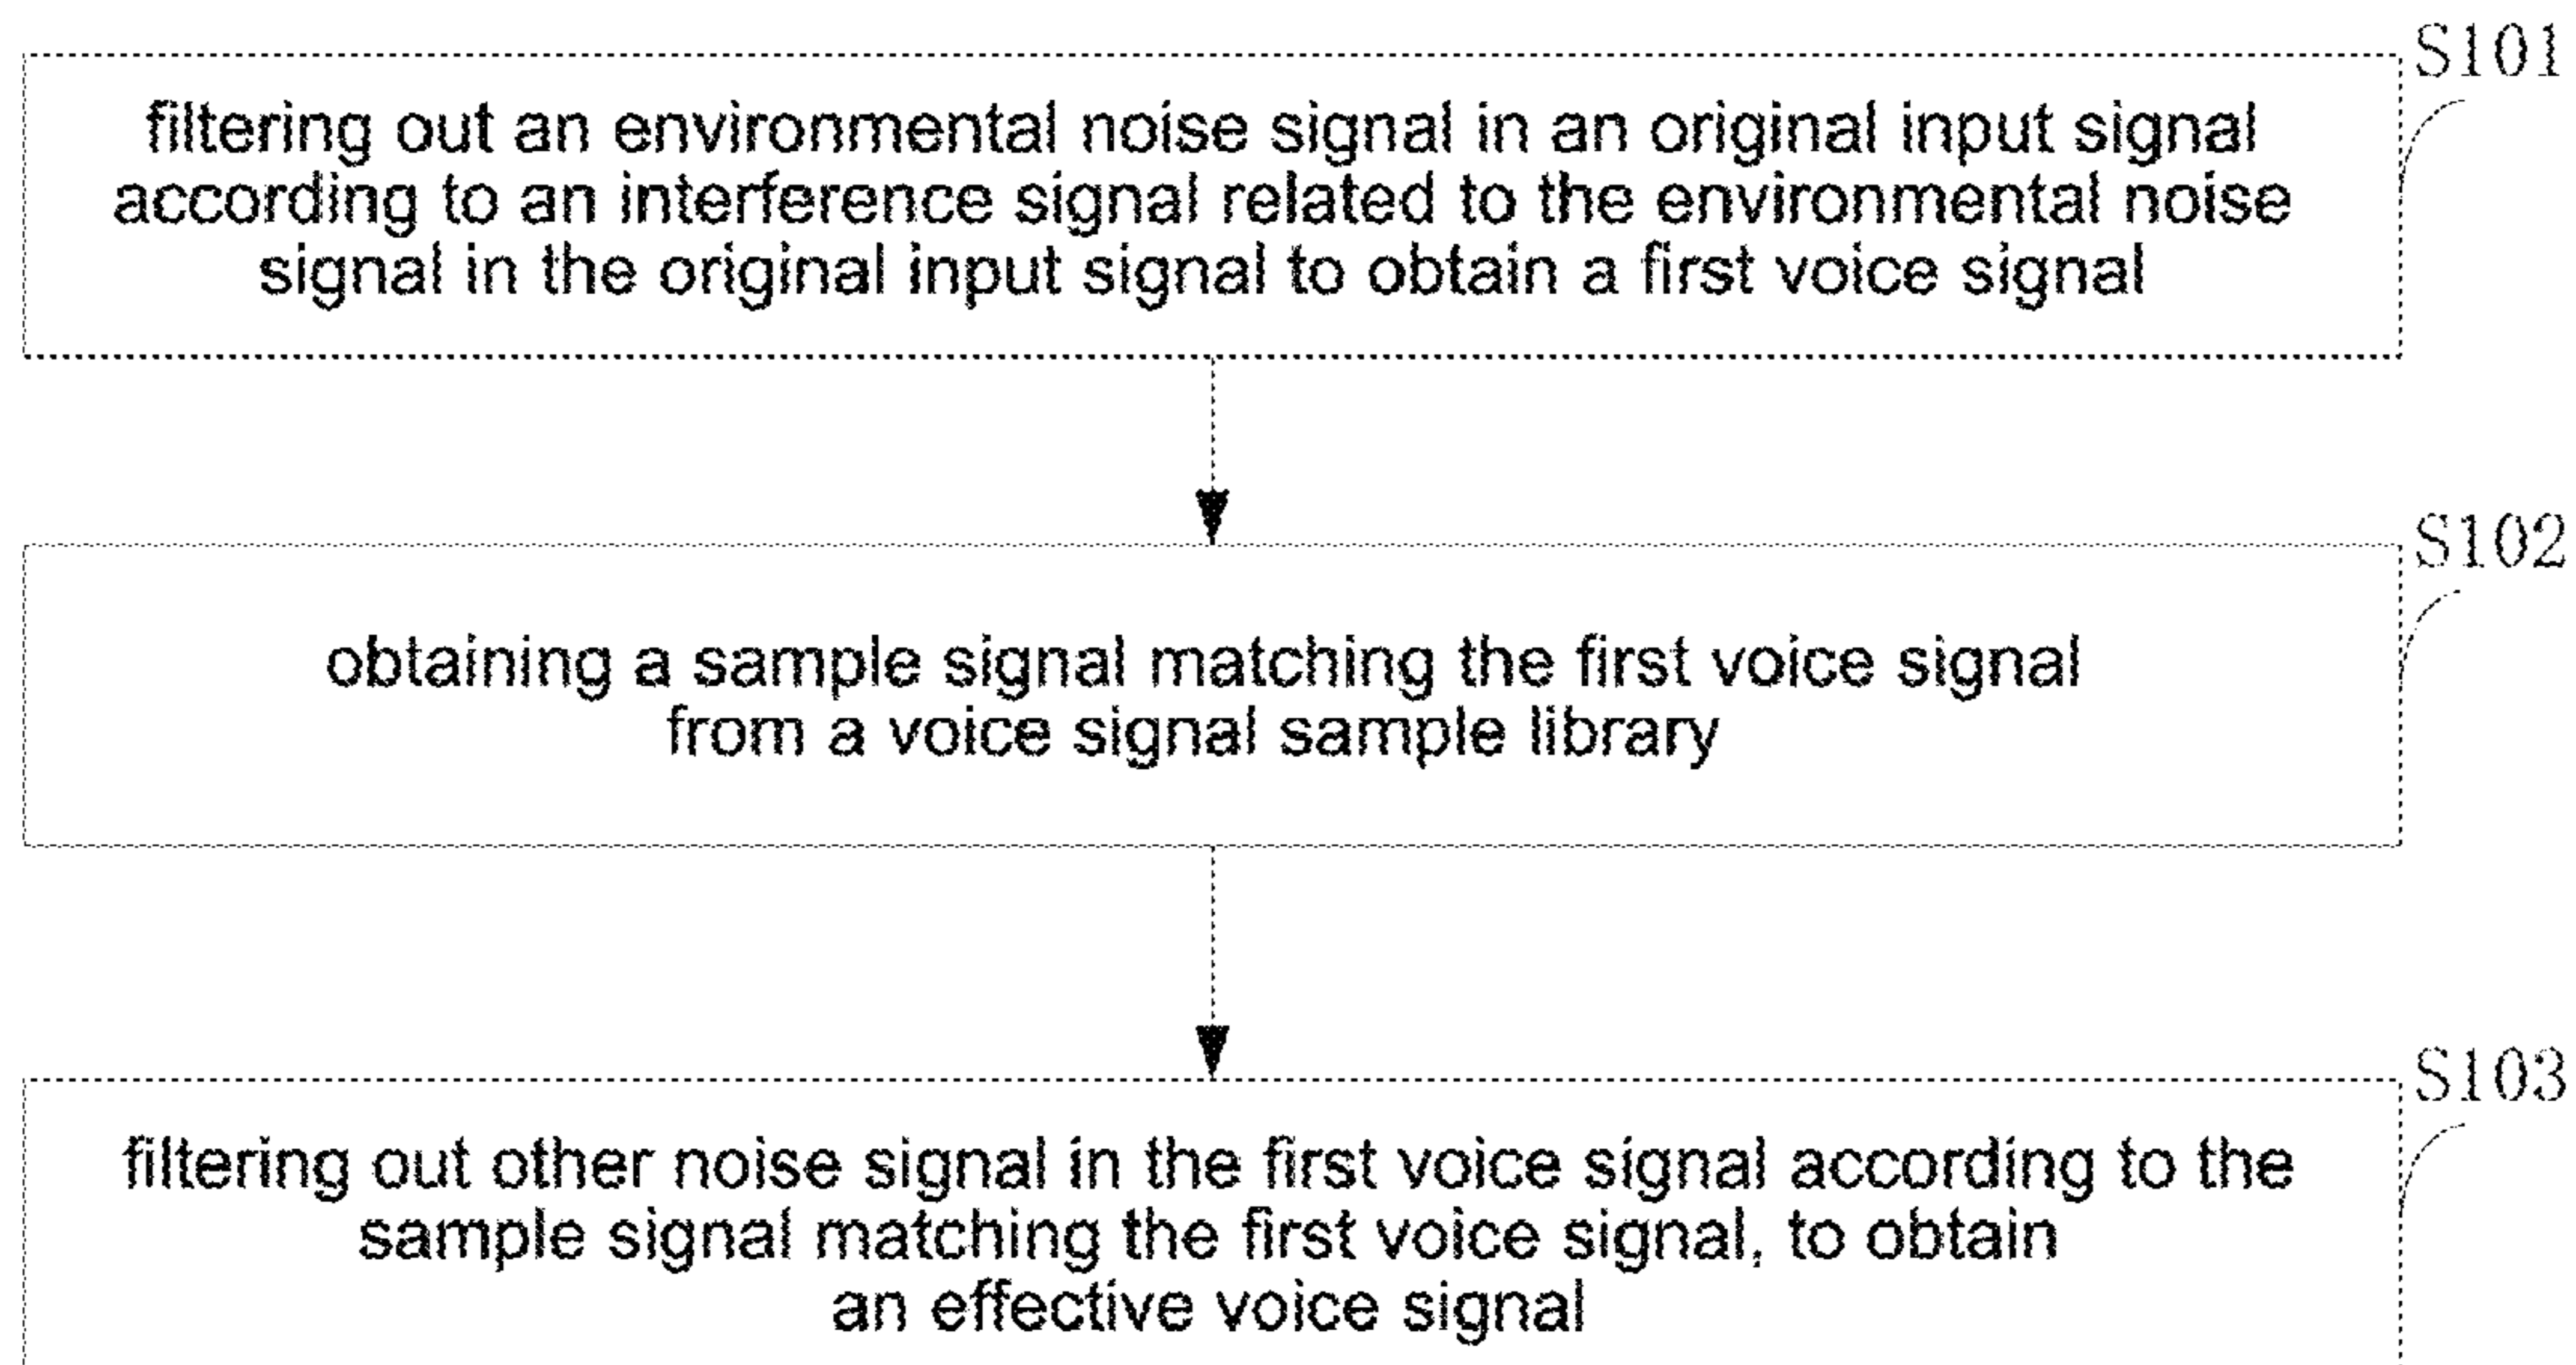 S101
filtering out an environmental noise signal in an original input signal
according to an interference signal related to the environmental noise
signal in the original input signal to obtain a first voice signal
S102
obtaining a sample signal matching the first voice signal
from a voice signal sample library
S103
filtering out other noise signal in the first voice signal according to the
sample signal matching the first voice signal, to obtain
an effective voice signal